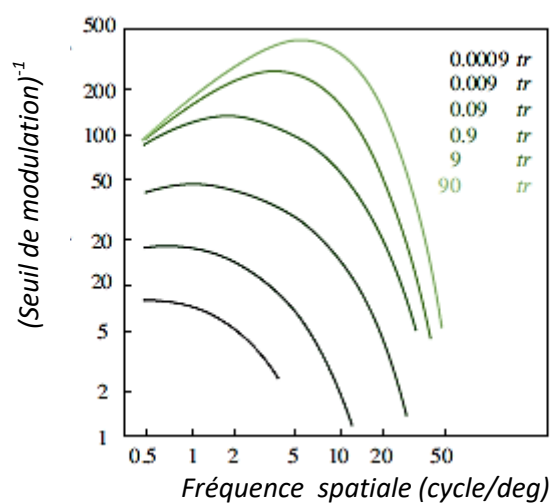 500
200
100
50
20
20
5
2
1
(Seuil de modulation)-1
0.0009 tr
0.009 tr
0.09 tr
0.9 tr
9 tr
90 tr
0.5 1 2 5 10 20 50
Fréquence spatiale (cycle/deg)